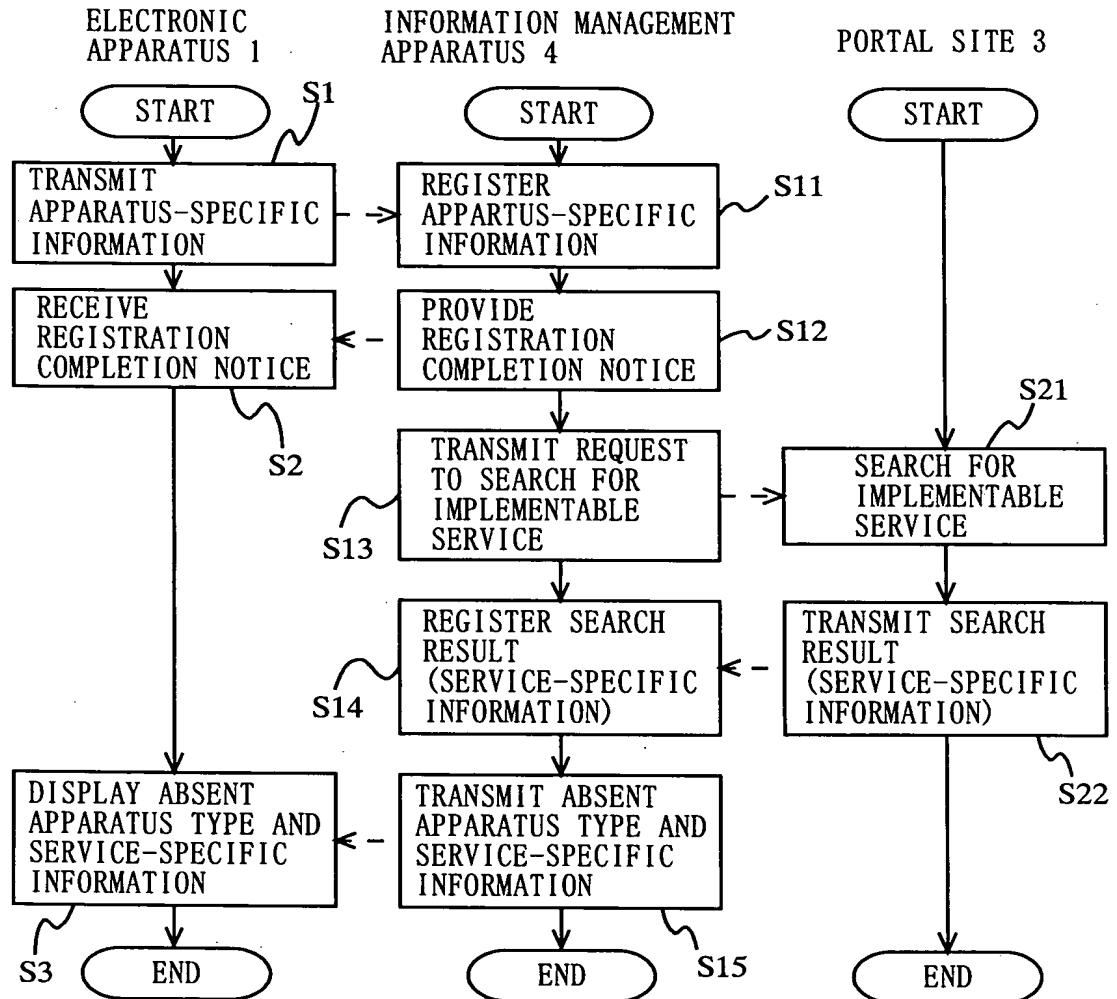 ELECTRONIC
APPARATUS 1
INFORMATION MANAGEMENT
APPARATUS 4
PORTAL SITE 3
START
START
START
S1
TRANSMIT
APPARATUS-SPECIFIC
INFORMATION
REGISTER
APPARTUS-SPECIFIC
INFORMATION
S11
RECEIVE
REGISTRATION
COMPLETION NOTICE
PROVIDE
REGISTRATION
COMPLETION NOTICE
S12
S2
TRANSMIT REQUEST
TO SEARCH FOR
IMPLEMENTABLE
SERVICE
S13
S21
SEARCH FOR
IMPLEMENTABLE
SERVICE
REGISTER SEARCH
RESULT
(SERVICE-SPECIFIC
INFORMATION)
S14
TRANSMIT SEARCH
RESULT
(SERVICE-SPECIFIC
INFORMATION)
S22
DISPLAY ABSENT
APPARATUS TYPE AND
SERVICE-SPECIFIC
INFORMATION
TRANSMIT ABSENT
APPARATUS TYPE AND
SERVICE-SPECIFIC
INFORMATION
S3
S15
END
END
END